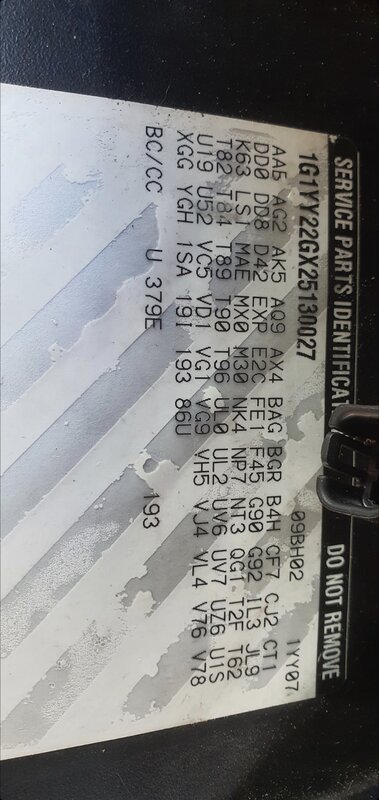 SERVICE PARTS IDENTIFICAT DO NOT REMOVE
1G1YY22GX25130027 09BH02 1YY07
AA5 AG2 AK5 AQ9 AX4 BAG BGR B4H CF7 CJ2 CT1
DD0 DD8 D42 EXP E2C FE1 F45 G90 G92 IL3 JL9
K63 LS1 MAE MX0 M30 NK4 NP7 NT3 QG1 T2F T62
T82 T84 T89 T90 T96 UL0 UL2 UV6 UV7 UZ6 U1S
U19 U52 VC5 VD1 VG1 VG9 VH5 VJ4 VL4 V76 V78
XGG YGH 1SA 19I 193 86U
BC/CC U 379E 193